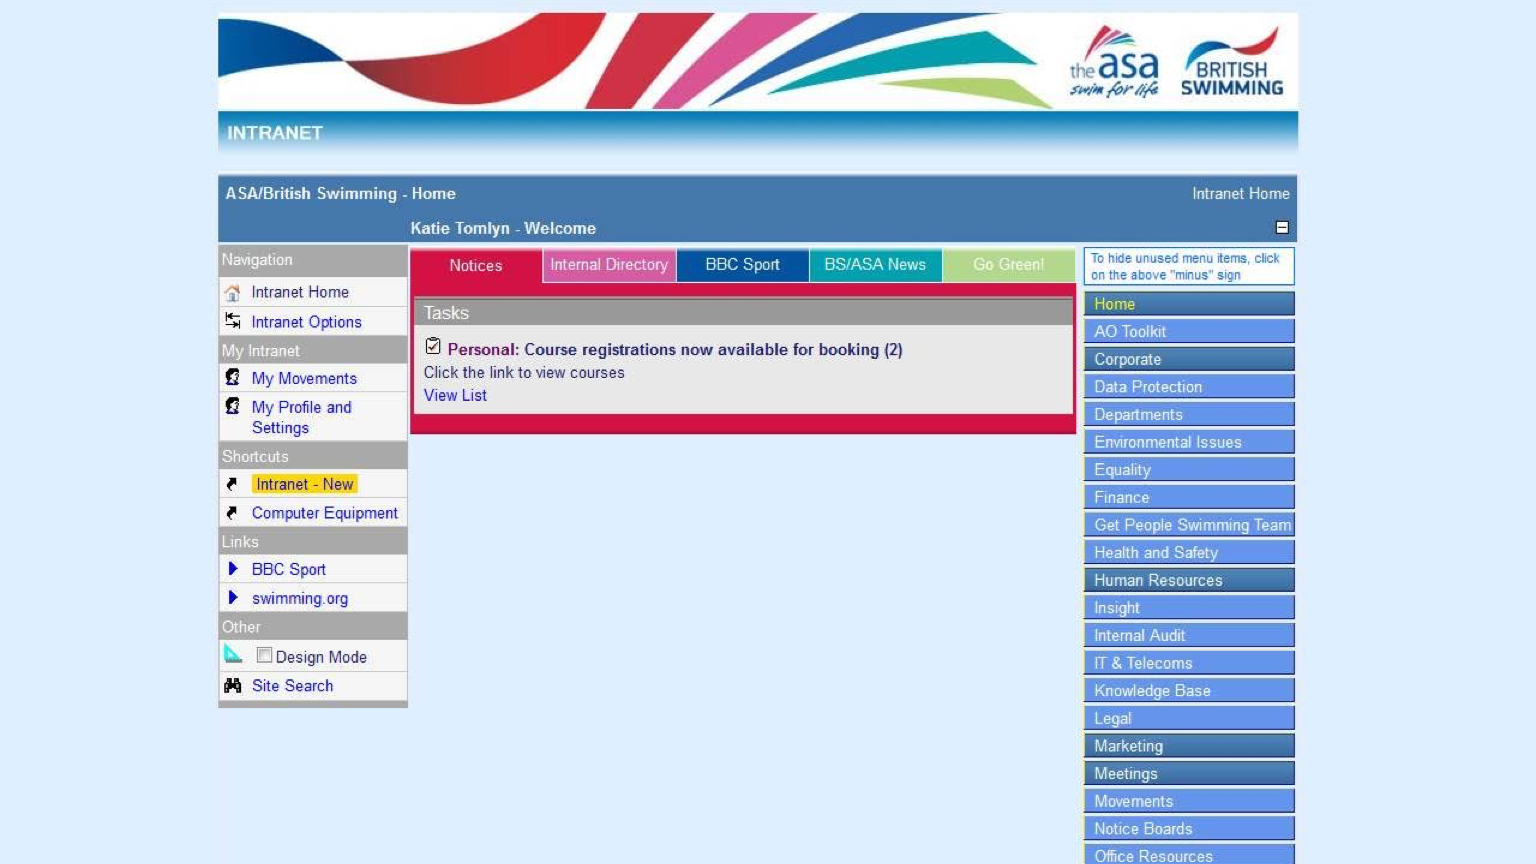 the asa
swim for life
BRITISH
SWIMMING
INTRANET
ASA/British Swimming - Home
Intranet Home
Katie Tomlyn - Welcome
Navigation
Intranet Home
Intranet Options
My Intranet
My Movements
My Profile and
Settings
Shortcuts
Intranet - New
Computer Equipment
Links
BBC Sport
swimming.org
Other
Design Mode
Site Search
Notices
Internal Directory
BBC Sport
BS/ASA News
Go Green!
Tasks
Personal: Course registrations now available for booking (2)
Click the link to view courses
View List
To hide unused menu items, click
on the above "minus" sign
Home
AO Toolkit
Corporate
Data Protection
Departments
Environmental Issues
Equality
Finance
Get People Swimming Team
Health and Safety
Human Resources
Insight
Internal Audit
IT & Telecoms
Knowledge Base
Legal
Marketing
Meetings
Movements
Notice Boards
Office Resources